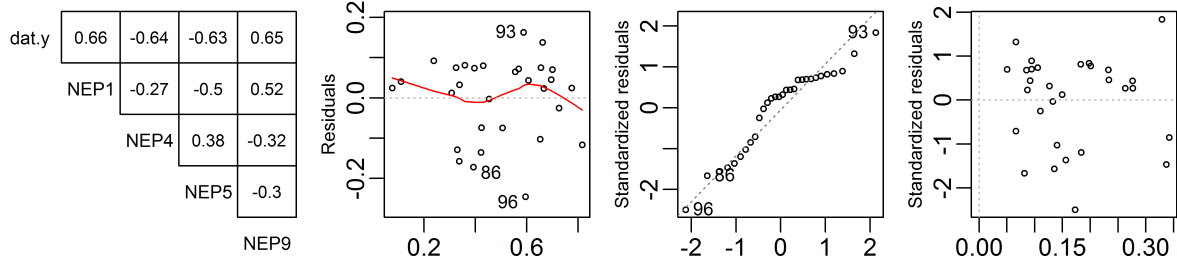 dat.y 0.66 -0.64 -0.63 0.65
NEP1 -0.27 -0.5 0.52
NEP4 0.38 -0.32
NEP5 -0.3
NEP9
Residuals
0.2
0.0
-0.2
93
86
96
0.2 0.6
Standardized residuals
2
1
0
-2
93
86
96
-2 -1 0 1 2
Standardized residuals
2
1
0
-1
-2
0.00 0.15 0.30